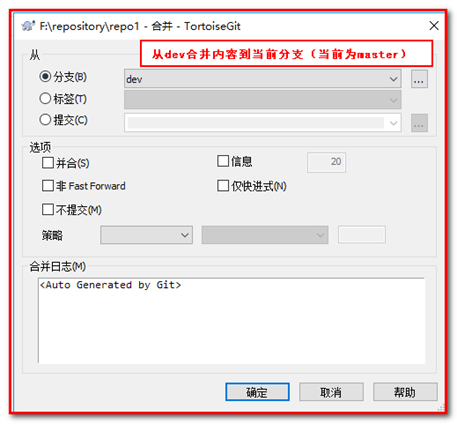 F:\repository\repo1 - 合并 - TortoiseGit
从dev合并内容到当前分支（当前为master）
从
分支(B)
dev
...
标签(T)
提交(C)
...
选项
并合(S)
信息
20
非 Fast Forward
仅快进式(N)
不提交(M)
策略
合并日志(M)
<Auto Generated by Git>
确定
取消
帮助